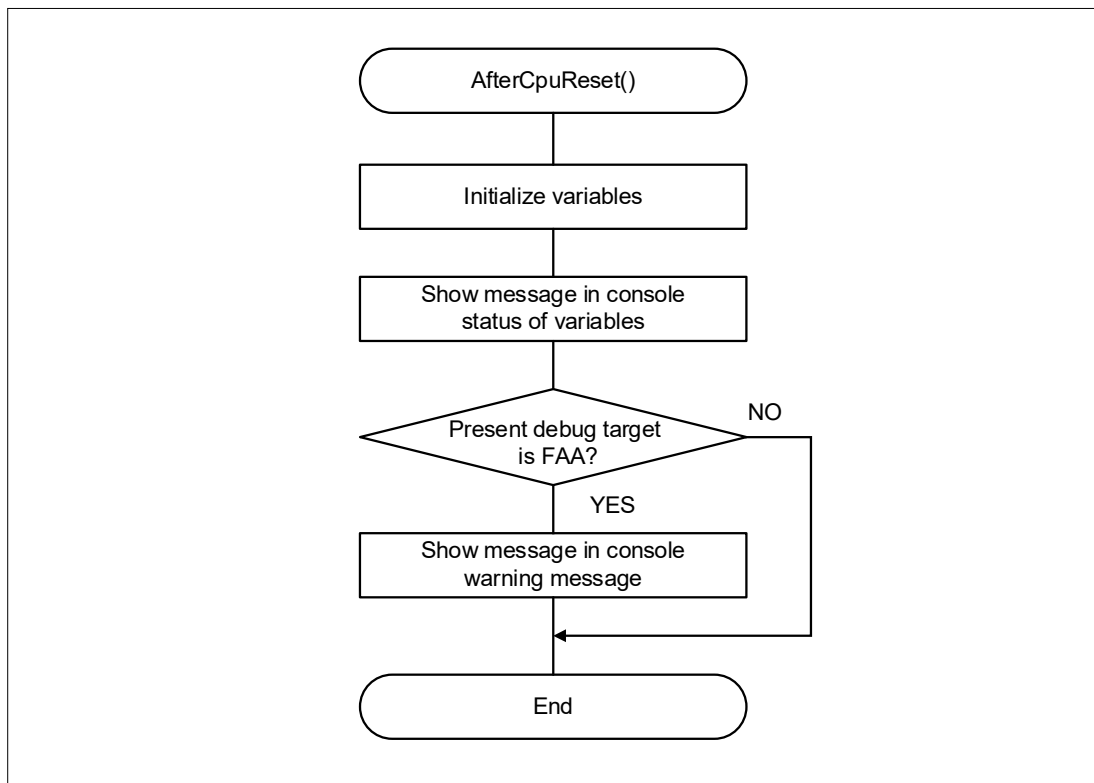 AfterCpuReset()
Initialize variables
Show message in console
status of variables
NO
Present debug target
is FAA?
YES
Show message in console
warning message
End